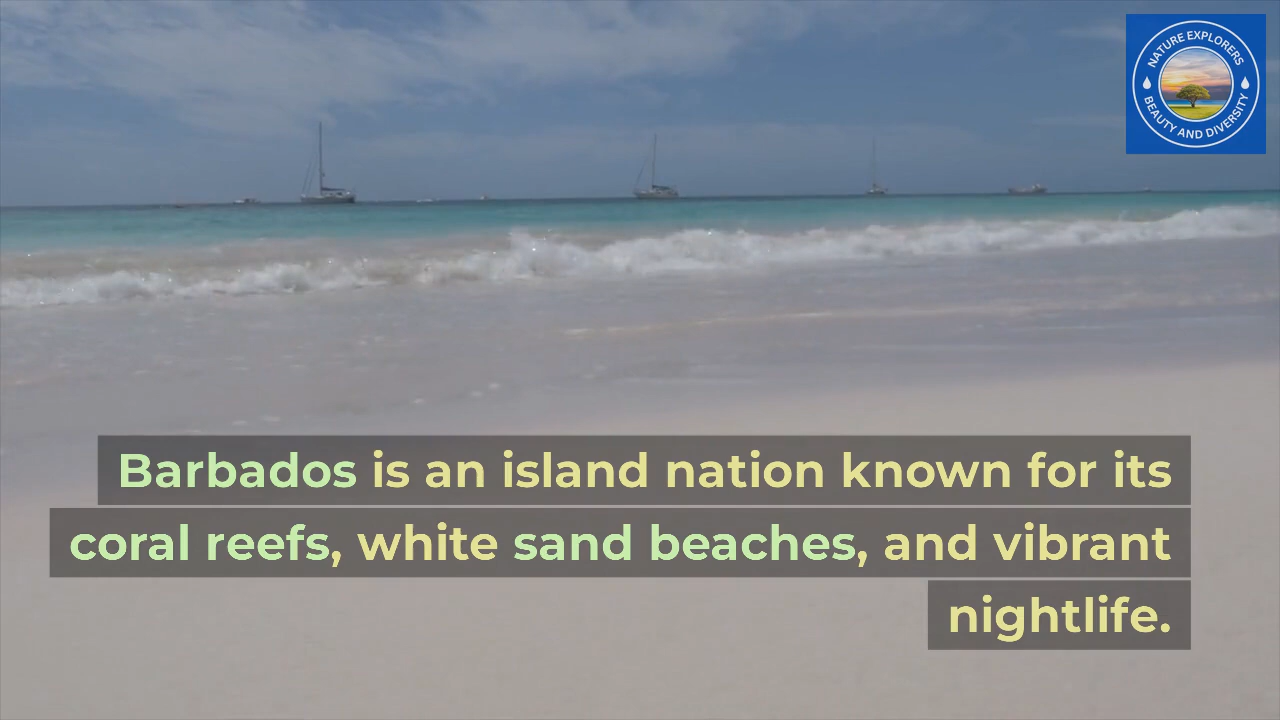 NATURE EXPLORERS
BEAUTY AND DIVERSITY
Barbados is an island nation known for its
coral reefs, white sand beaches, and vibrant
nightlife.